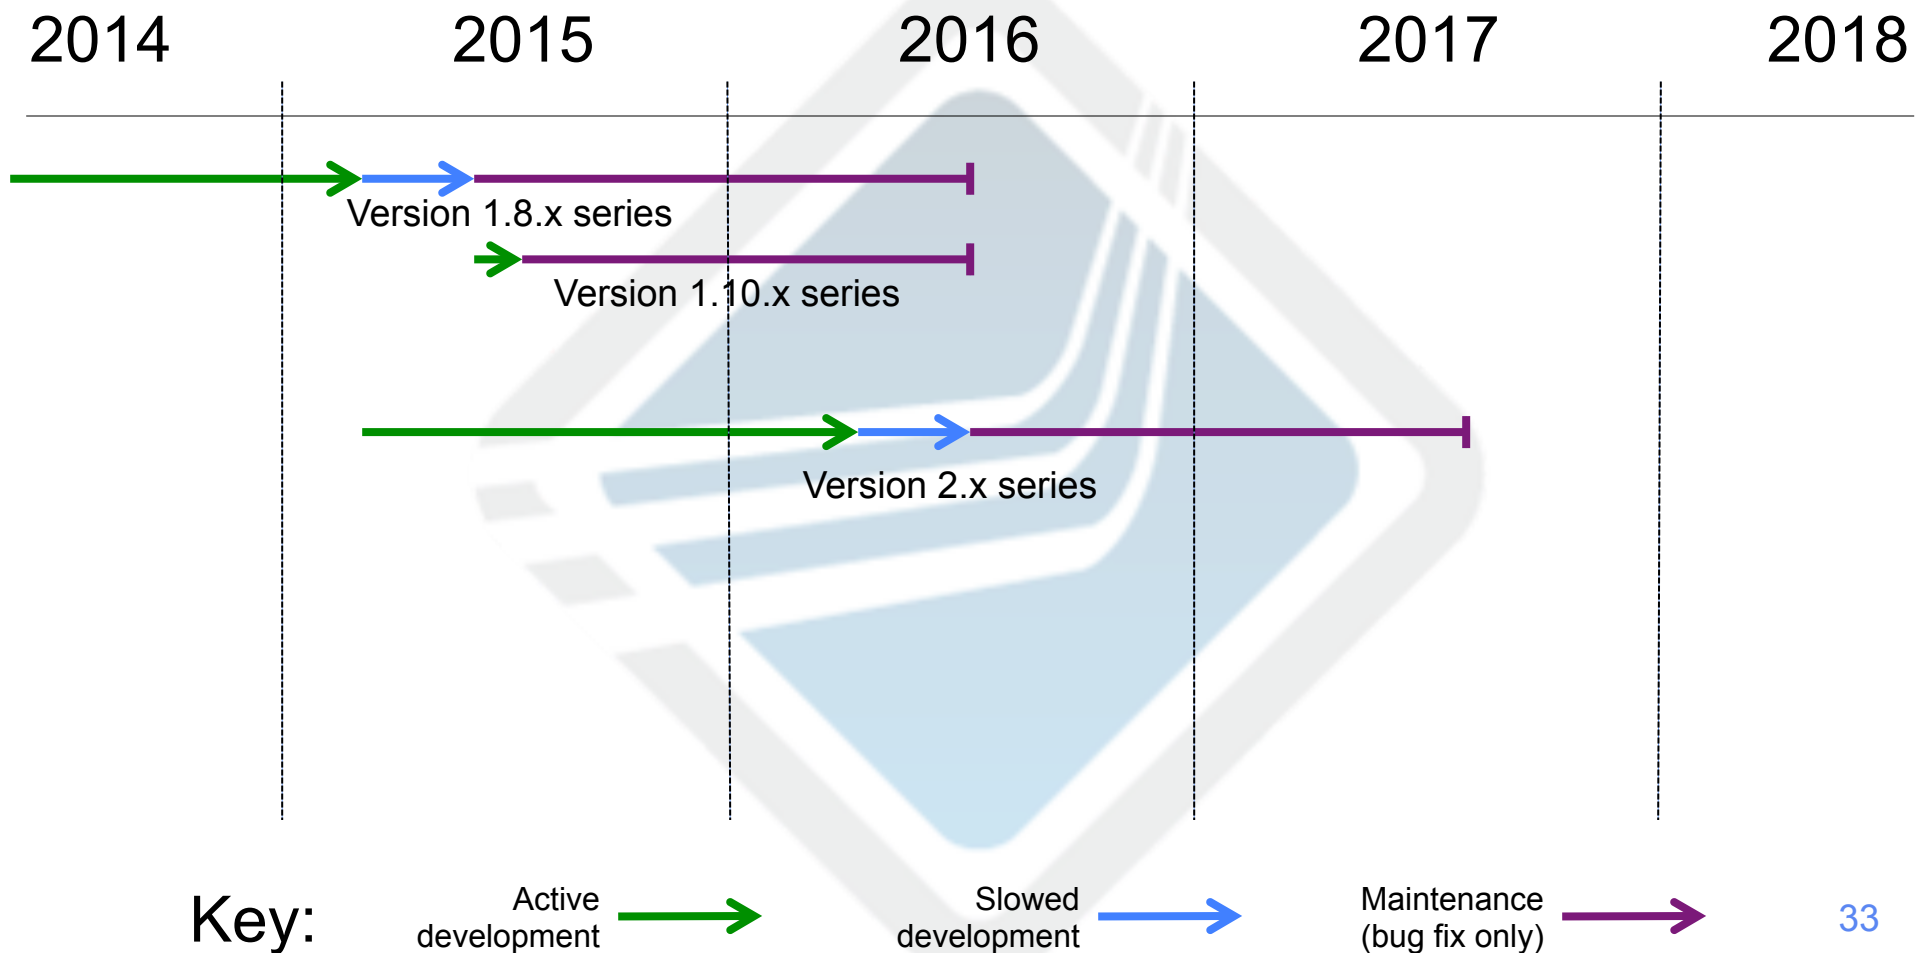 2014 2015 2016 2017 2018
Version 1.8.x series
Version 1.10.x series
Version 2.x series
Key:
Active
development
Slowed
development
Maintenance
(bug fix only)
33